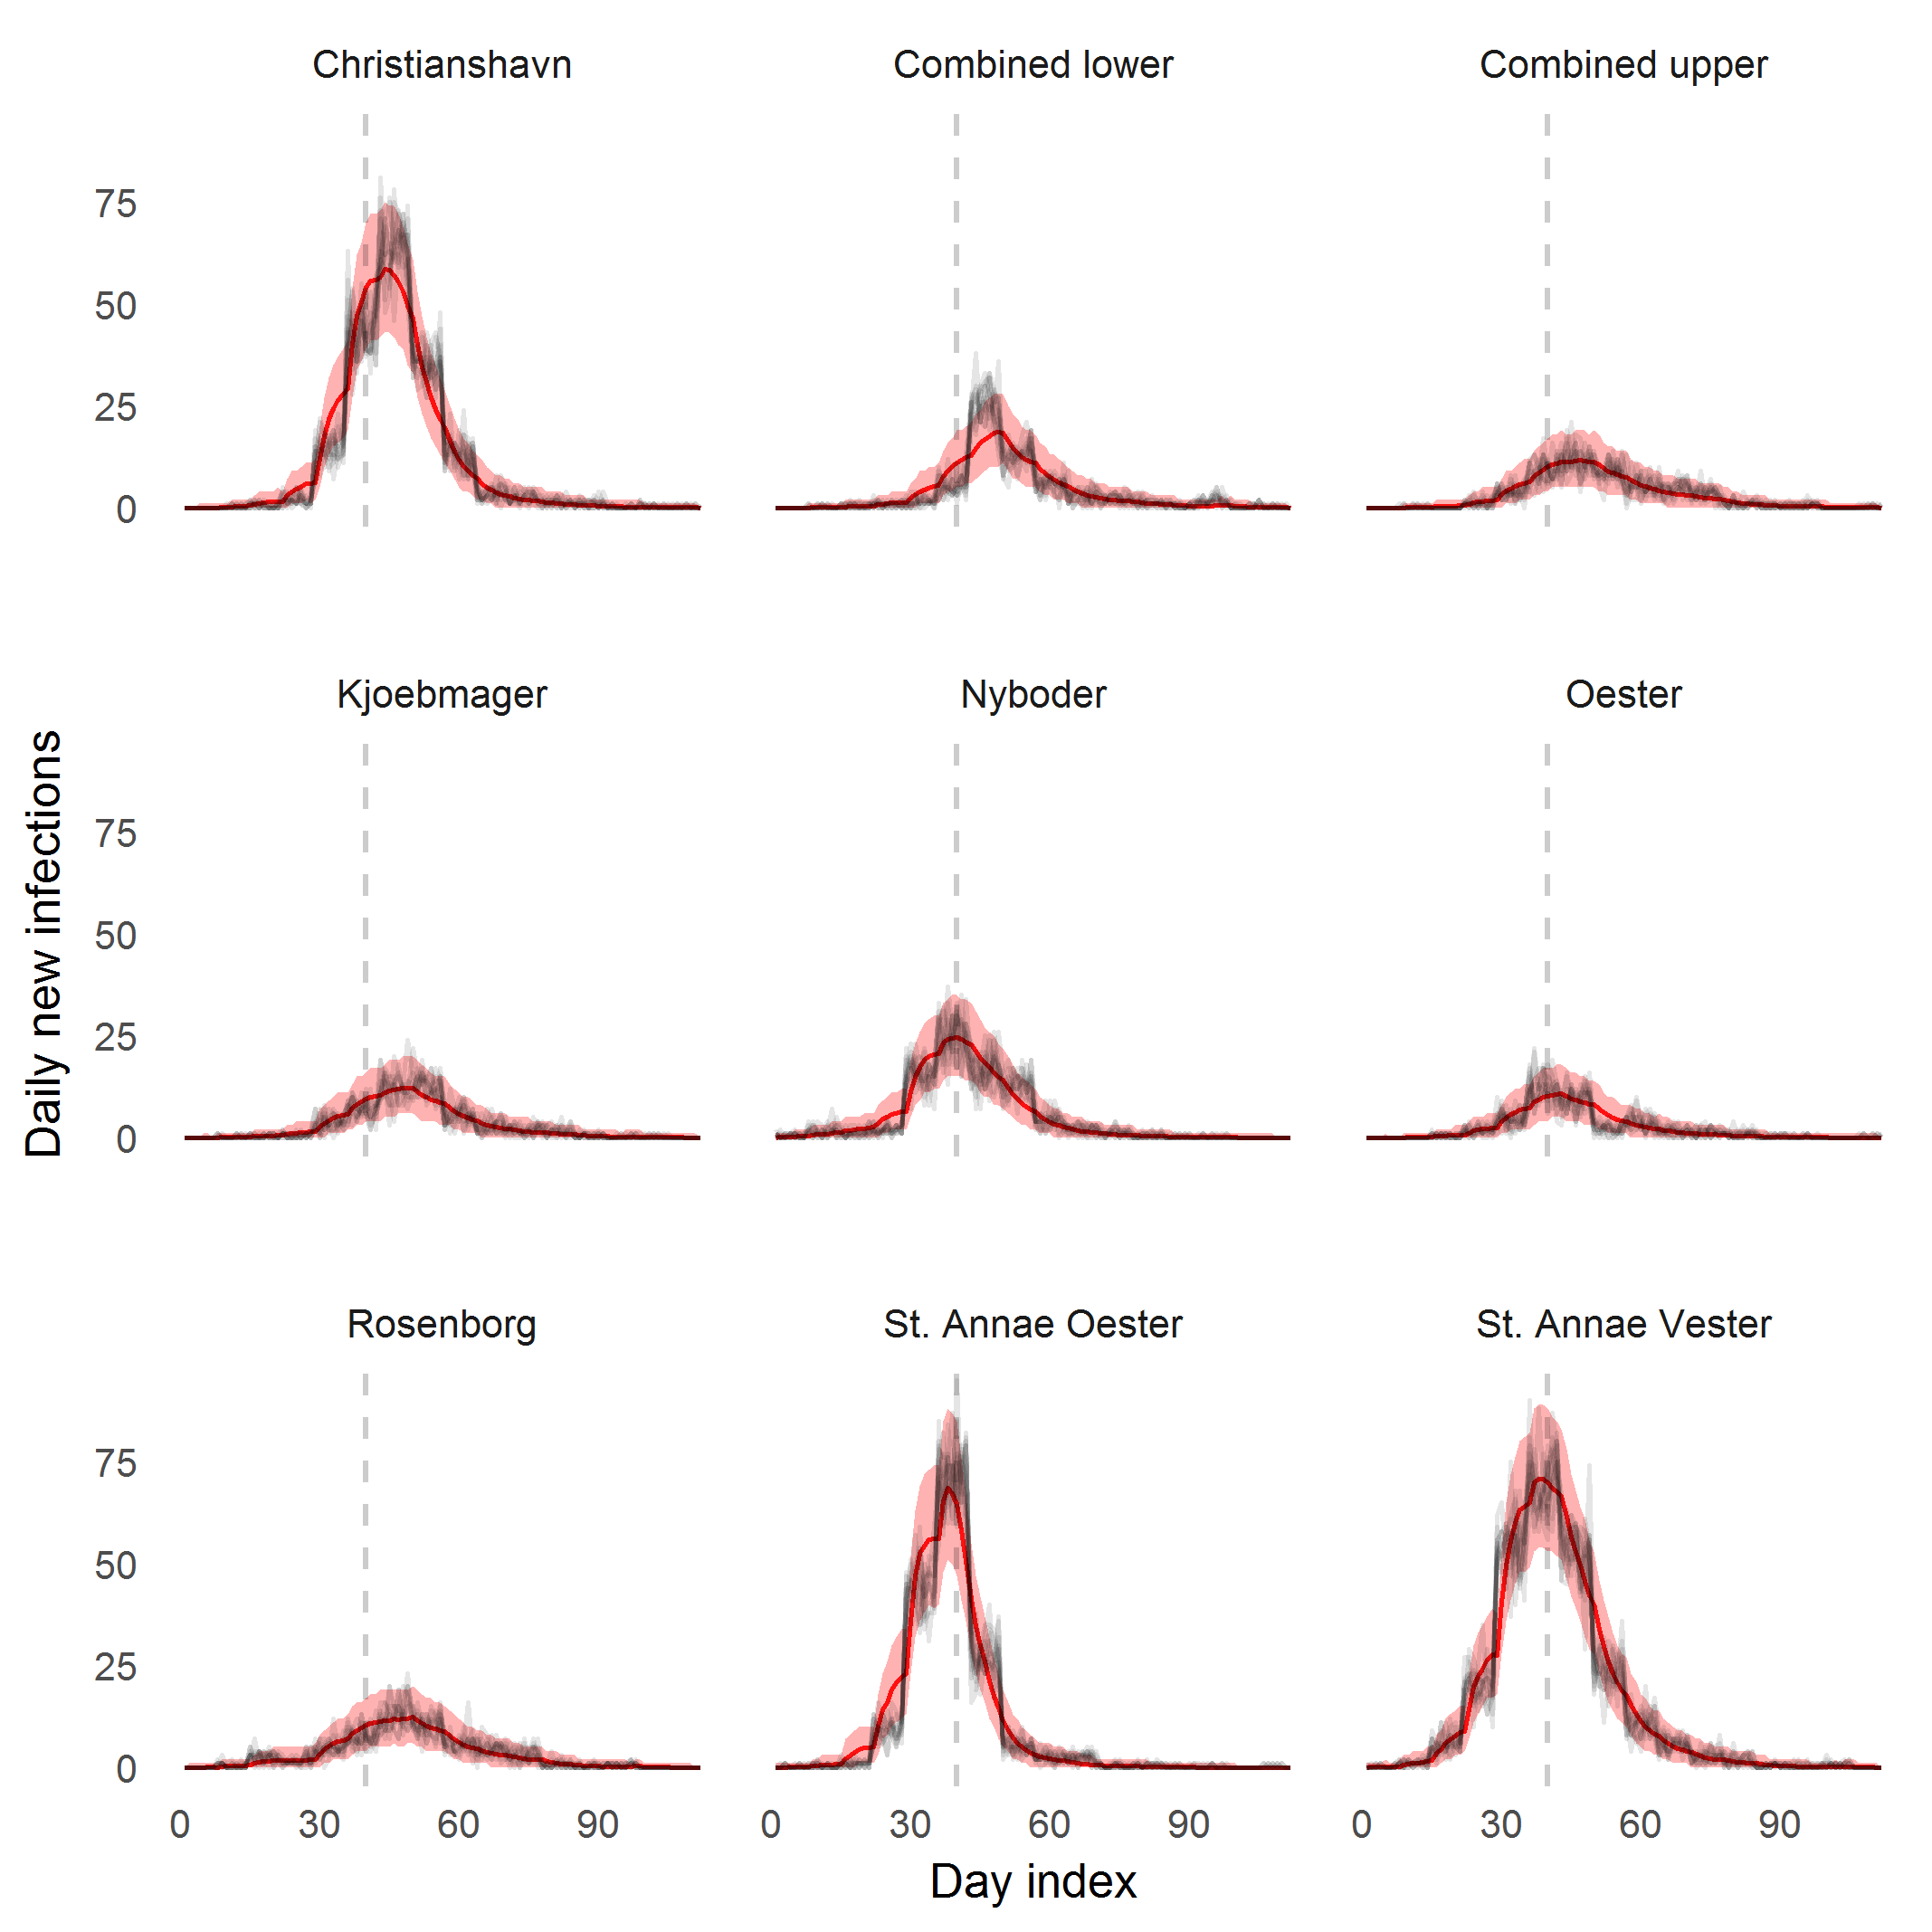 Christianshavn
Combined lower
Combined upper
75
50
25
0
Kjoebmager
Nyboder
Oester
Daily new infections
75
50
25
0
Rosenborg
St. Annae Oester
St. Annae Vester
75
50
25
0
0 30 60 90
0 30 60 90
0 30 60 90
Day index